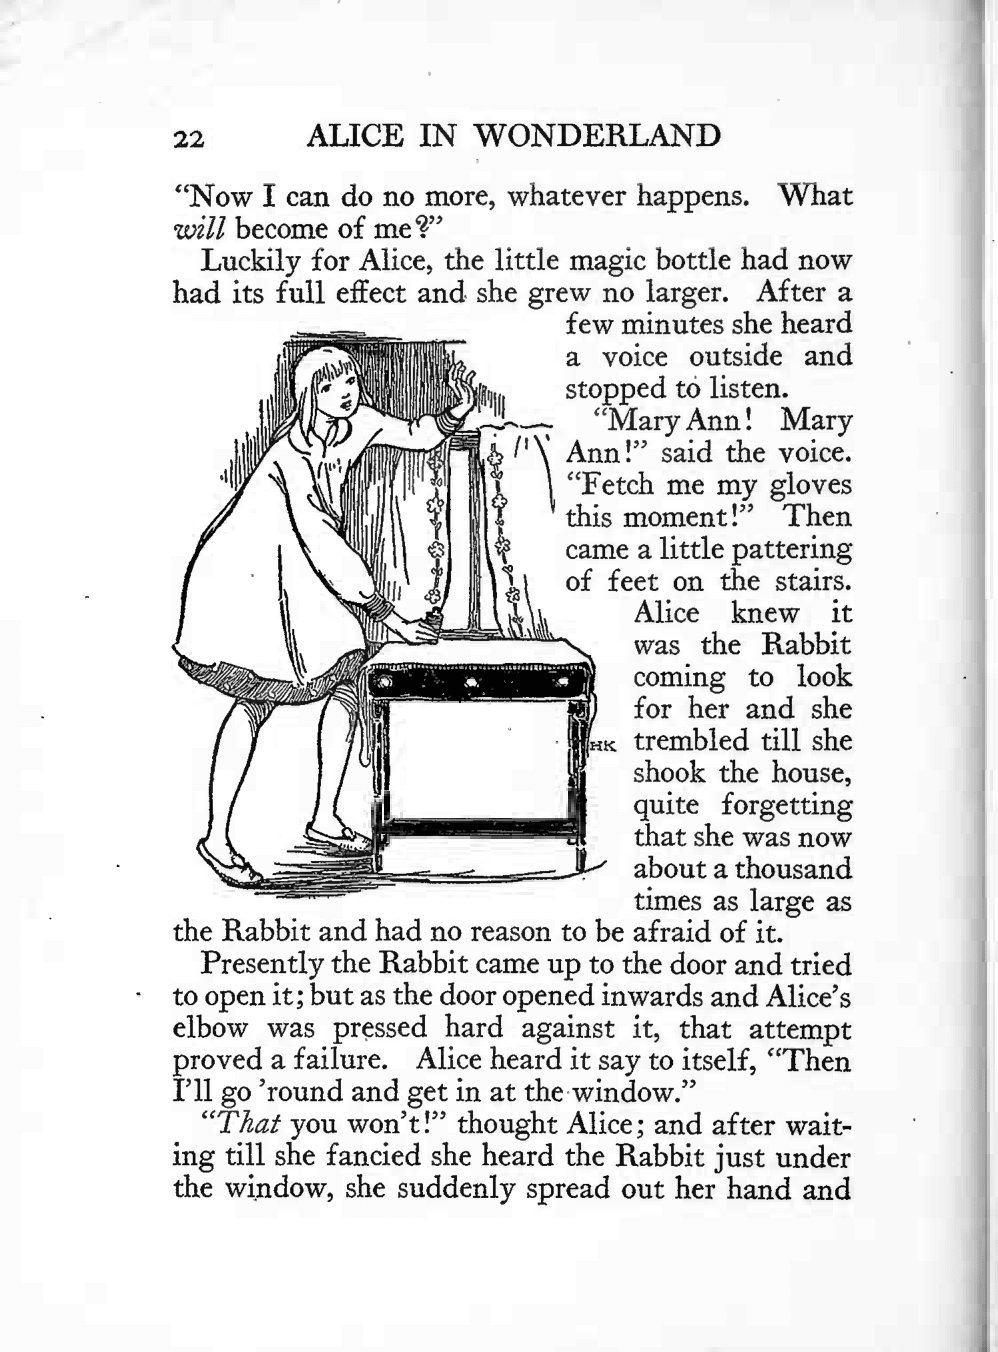 22 ALICE IN WONDERLAND
“Now I can do no more, whatever happens. What
will become of me?”
Luckily for Alice, the little magic bottle had now
had its full effect and she grew no larger. After a
few minutes she heard
a voice outside and
stopped to listen.
“Mary Ann! Mary
Ann!” said the voice.
“Fetch me my gloves
this moment!” Then
came a little pattering
of feet on the stairs.
Alice knew it
was the Rabbit
coming to look
for her and she
HK
trembled till she
shook the house,
quite forgetting
that she was now
about a thousand
times as large as
the Rabbit and had no reason to be afraid of it.
Presently the Rabbit came up to the door and tried
to open it; but as the door opened inwards and Alice’s
elbow was pressed hard against it, that attempt
proved a failure. Alice heard it say to itself, “Then
I’ll go ’round and get in at the window.”
“That you won’t!” thought Alice; and after wait-
ing till she fancied she heard the Rabbit just under
the window, she suddenly spread out her hand and